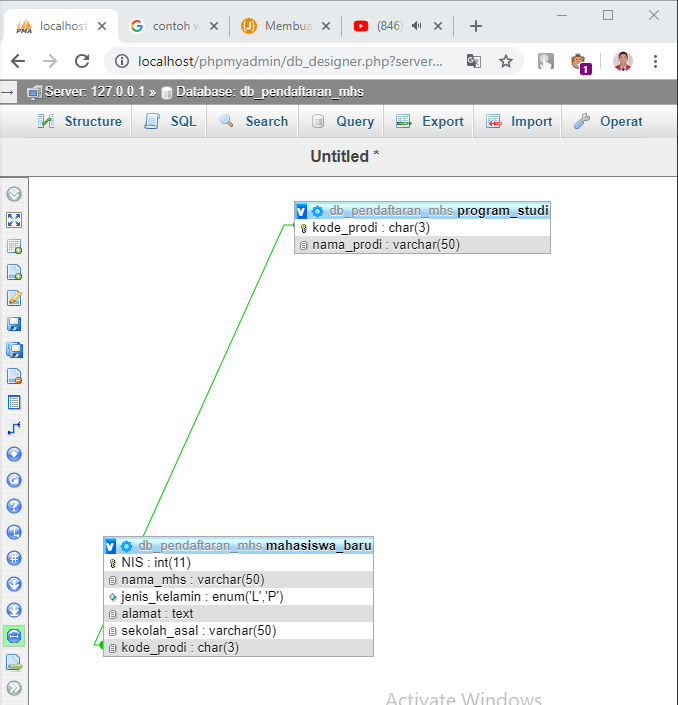 localhost
contoh w
Membua
(846)
localhost/phpmyadmin/db_designer.php?server...
1
Server: 127.0.0.1 » Database: db_pendaftaran_mhs
Structure SQL Search Query Export Import Operat
Untitled *
v db_pendaftaran_mhs program_studi
kode_prodi : char(3)
nama_prodi : varchar(50)
v db_pendaftaran_mhs mahasiswa_baru
NIS : int(11)
nama_mhs : varchar(50)
jenis_kelamin : enum('L','P')
alamat : text
sekolah_asal : varchar(50)
kode_prodi : char(3)
Activate Windows